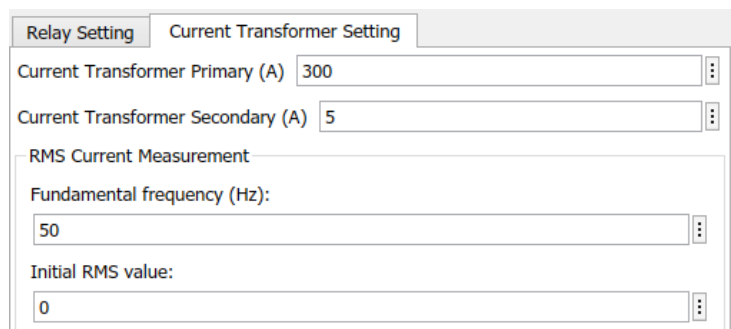 Relay Setting Current Transformer Setting
Current Transformer Primary (A) 300
Current Transformer Secondary (A) 5
RMS Current Measurement
Fundamental frequency (Hz):
50
Initial RMS value:
0